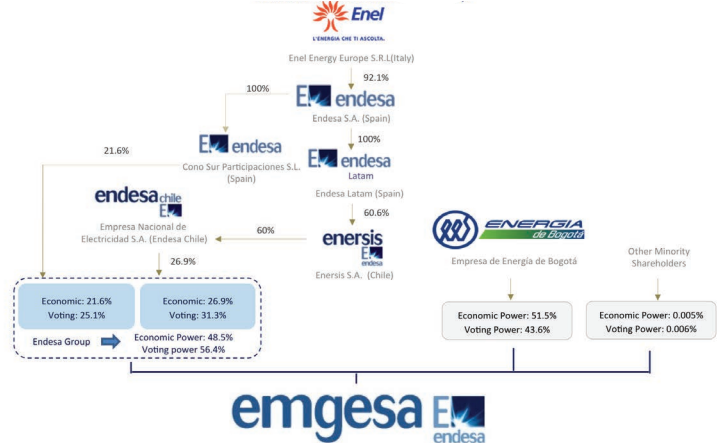 Enel
L'ENERGIA CHE TI ASCOLTA.
Enel Energy Europe S.R.L(Italy)
92.1%
100%
endesa
Endesa S.A. (Spain)
21.6%
endesa
Cono Sur Participaciones S.L.
(Spain)
100%
endesa
Latam
Endesa Latam (Spain)
endesa chile
Empresa Nacional de
Electricidad S.A. (Endesa Chile)
60.6%
60%
enersis
endesa
Enersis S.A. (Chile)
26.9%
ENERGIA
de Bogotá
Empresa de Energía de Bogotá
Other Minority
Shareholders
Economic: 21.6%
Voting: 25.1%
Economic: 26.9%
Voting: 31.3%
Endesa Group
Economic Power: 48.5%
Voting power 56.4%
Economic Power: 51.5%
Voting Power: 43.6%
Economic Power: 0.005%
Voting Power: 0.006%
emgesa
endesa